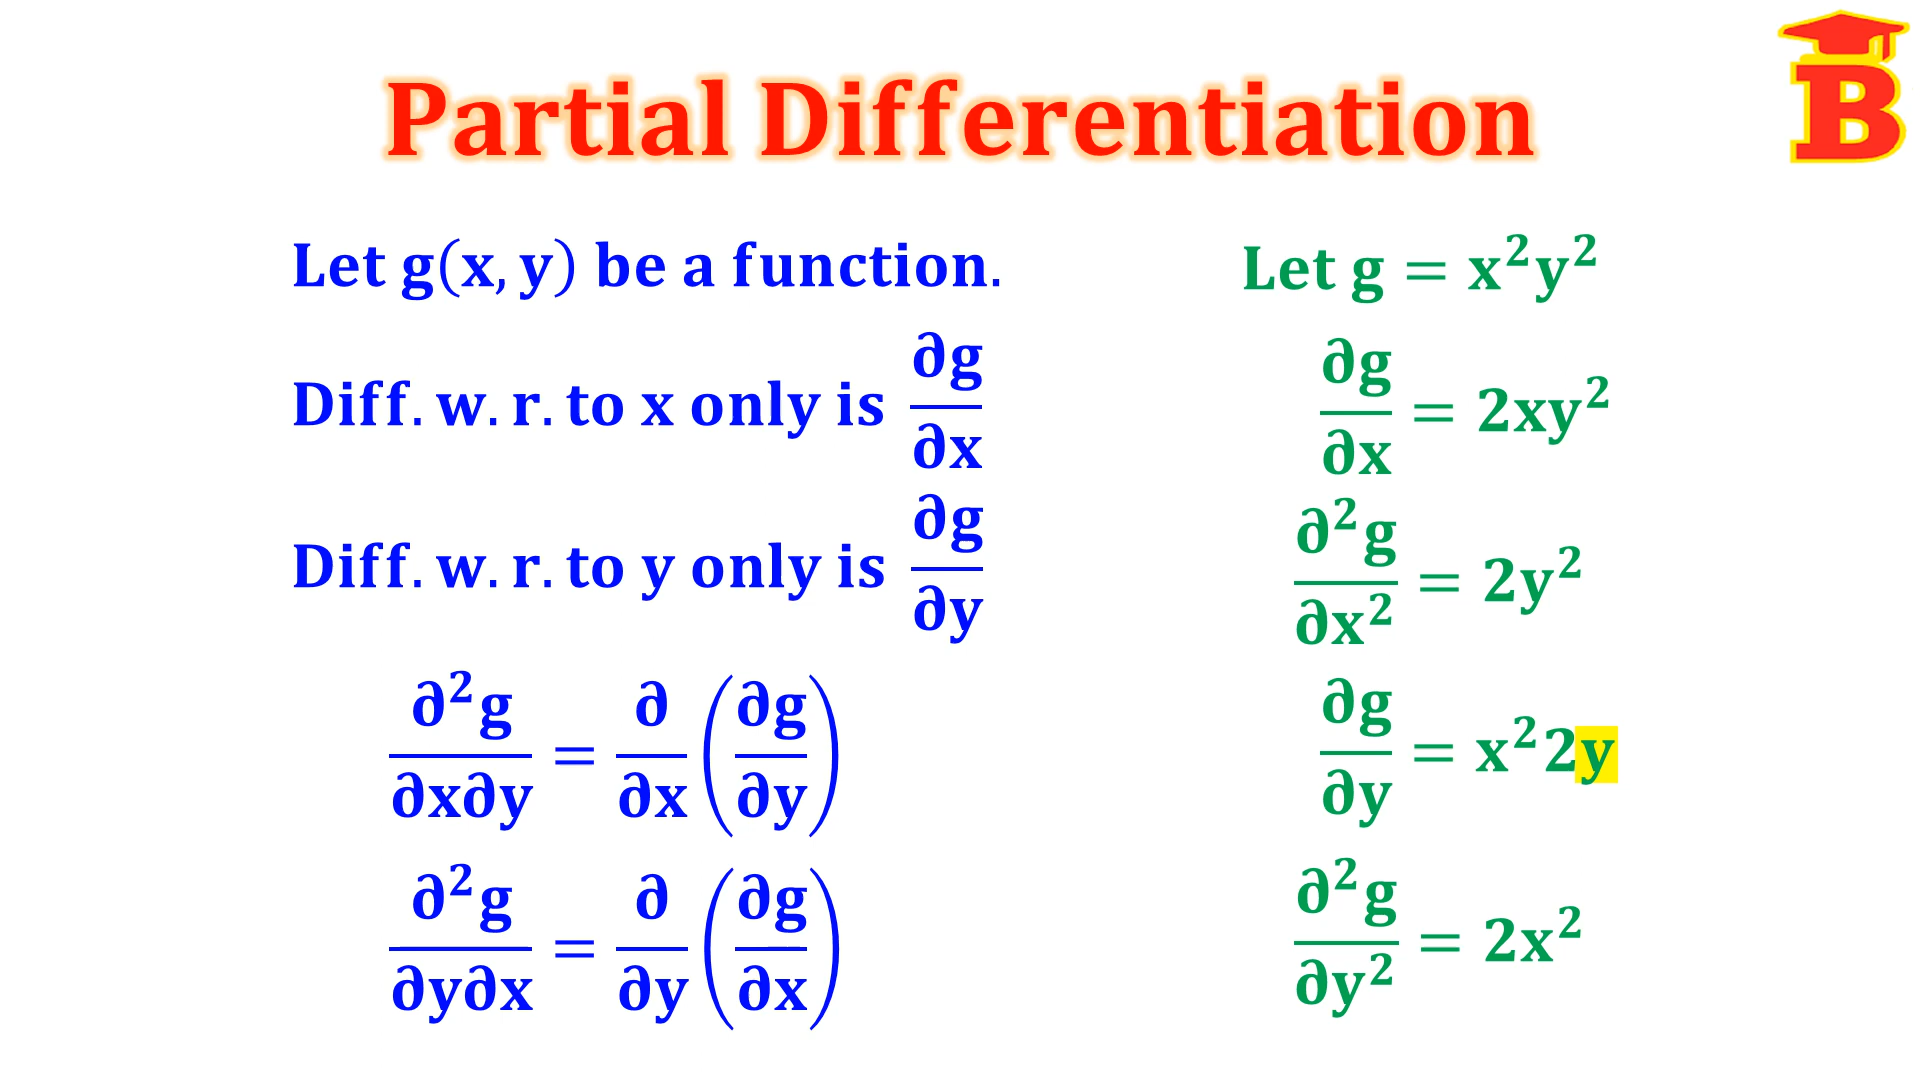 Partial Differentiation
B
Let g(x, y) be a function.
Diff. w. r. to x only is ∂g/∂x
Diff. w. r. to y only is ∂g/∂y
∂²g/∂x∂y = ∂/∂x (∂g/∂y)
∂²g/∂y∂x = ∂/∂y (∂g/∂x)
Let g = x²y²
∂g/∂x = 2xy²
∂²g/∂x² = 2y²
∂g/∂y = x²2y
∂²g/∂y² = 2x²